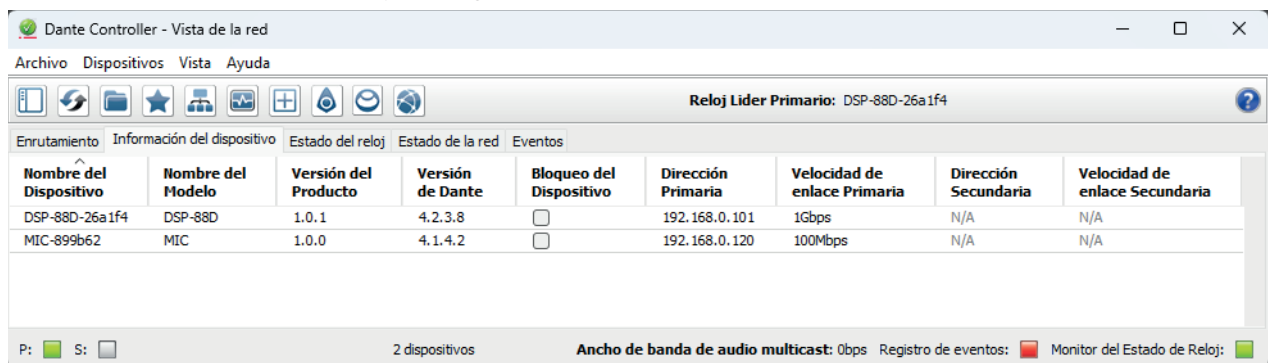 Dante Controller - Vista de la red
Archivo Dispositivos Vista Ayuda
Reloj Lider Primario: DSP-88D-26a1f4
Enrutamiento Información del dispositivo Estado del reloj Estado de la red Eventos
Nombre del Dispositivo Nombre del Modelo Versión del Producto Versión de Dante Bloqueo del Dispositivo Dirección Primaria Velocidad de enlace Primaria Dirección Secundaria Velocidad de enlace Secundaria
DSP-88D-26a1f4 DSP-88D 1.0.1 4.2.3.8 192.168.0.101 1Gbps N/A N/A
MIC-899b62 MIC 1.0.0 4.1.4.2 192.168.0.120 100Mbps N/A N/A
P: S: 2 dispositivos Ancho de banda de audio multicast: 0bps Registro de eventos: Monitor del Estado de Reloj: